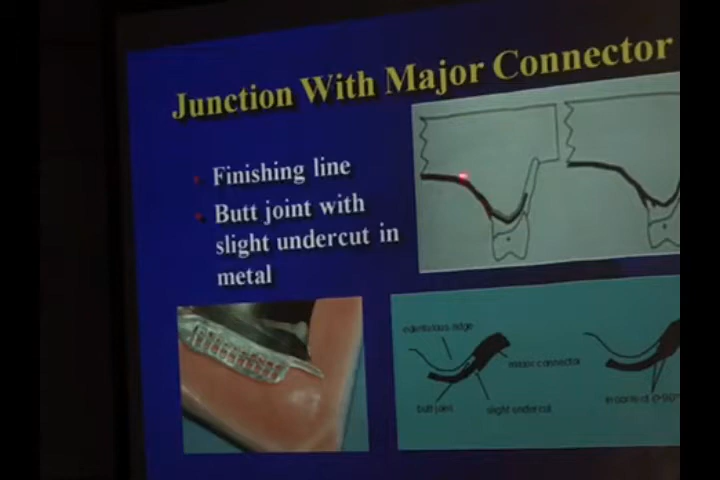 Junction With Major Connector
Finishing line
Butt joint with
slight undercut in
metal
edentulous ridge
major connector
butt joint
slight undercut